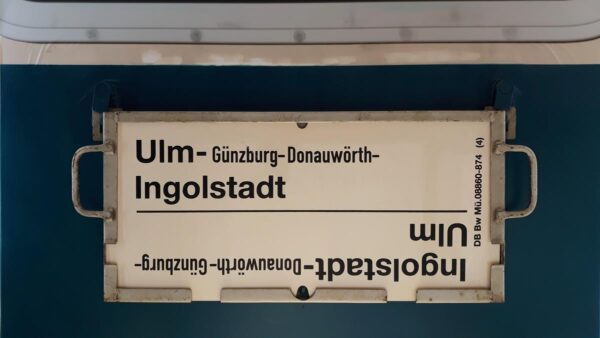 Ulm- Günzburg-Donauwörth-
Ingolstadt
Ingolstadt-Donauwörth-Günzburg-
Ulm
DB Bw Mü.08860-874 (4)